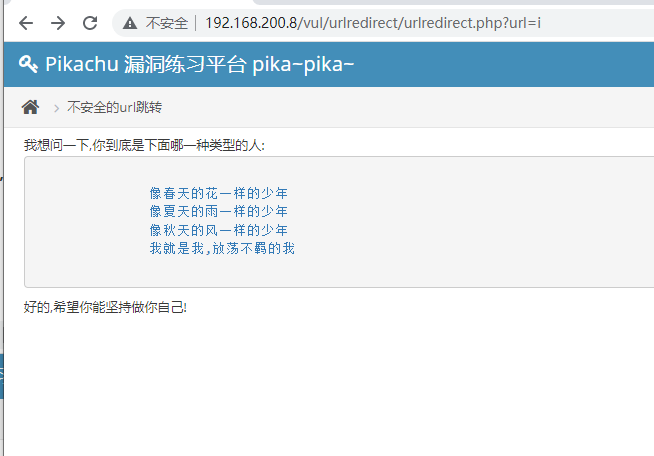 不安全 192.168.200.8/vul/urlredirect/urlredirect.php?url=i
Pikachu 漏洞练习平台 pika~pika~
不安全的url跳转
我想问一下,你到底是下面哪一种类型的人:
像春天的花一样的少年
像夏天的雨一样的少年
像秋天的风一样的少年
我就是我,放荡不羁的我
好的,希望你能坚持做你自己!